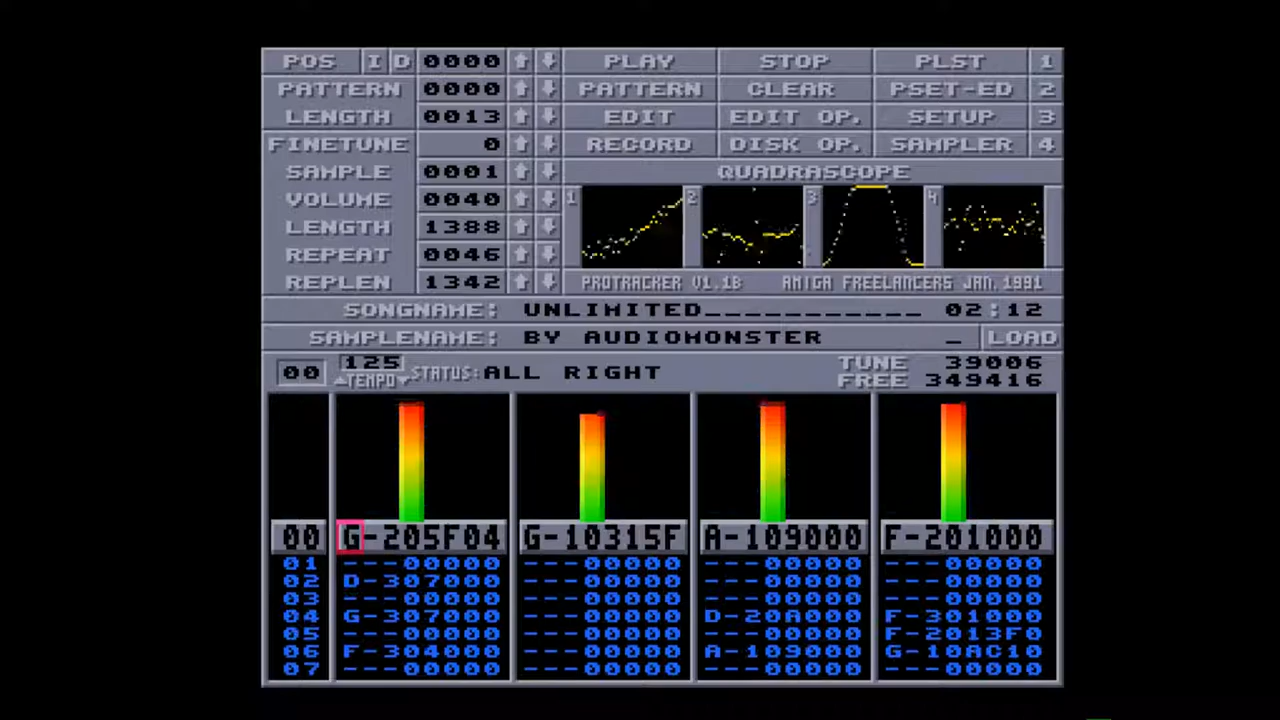 POS I D 0000 PLAY STOP PLST 1
PATTERN 0000 PATTERN CLEAR PSET-ED 2
LENGTH 0013 EDIT EDIT OP. SETUP 3
FINETUNE 0 RECORD DISK OP. SAMPLER 4
SAMPLE 0001 QUADRASCOPE
VOLUME 0040 1 2 3 4
LENGTH 1388
REPEAT 0046
REPLEN 1342 PROTRACKER V1.1B AMIGA FREELANCERS JAN.1991
SONGNAME: UNLIMITED_______________ 02:12
SAMPLENAME: BY AUDIOMONSTER _ LOAD
00 125 TEMPO STATUS:ALL RIGHT TUNE 39006
FREE 349416
00 G-205F04 G-10315F A-109000 F-201000
01 ---00000 ---00000 ---00000 ---00000
02 D-307000 ---00000 ---00000 ---00000
03 ---00000 ---00000 ---00000 ---00000
04 G-307000 ---00000 D-20A000 F-301000
05 ---00000 ---00000 ---00000 F-2013F0
06 F-304000 ---00000 A-109000 G-10AC10
07 ---00000 ---00000 ---00000 ---00000